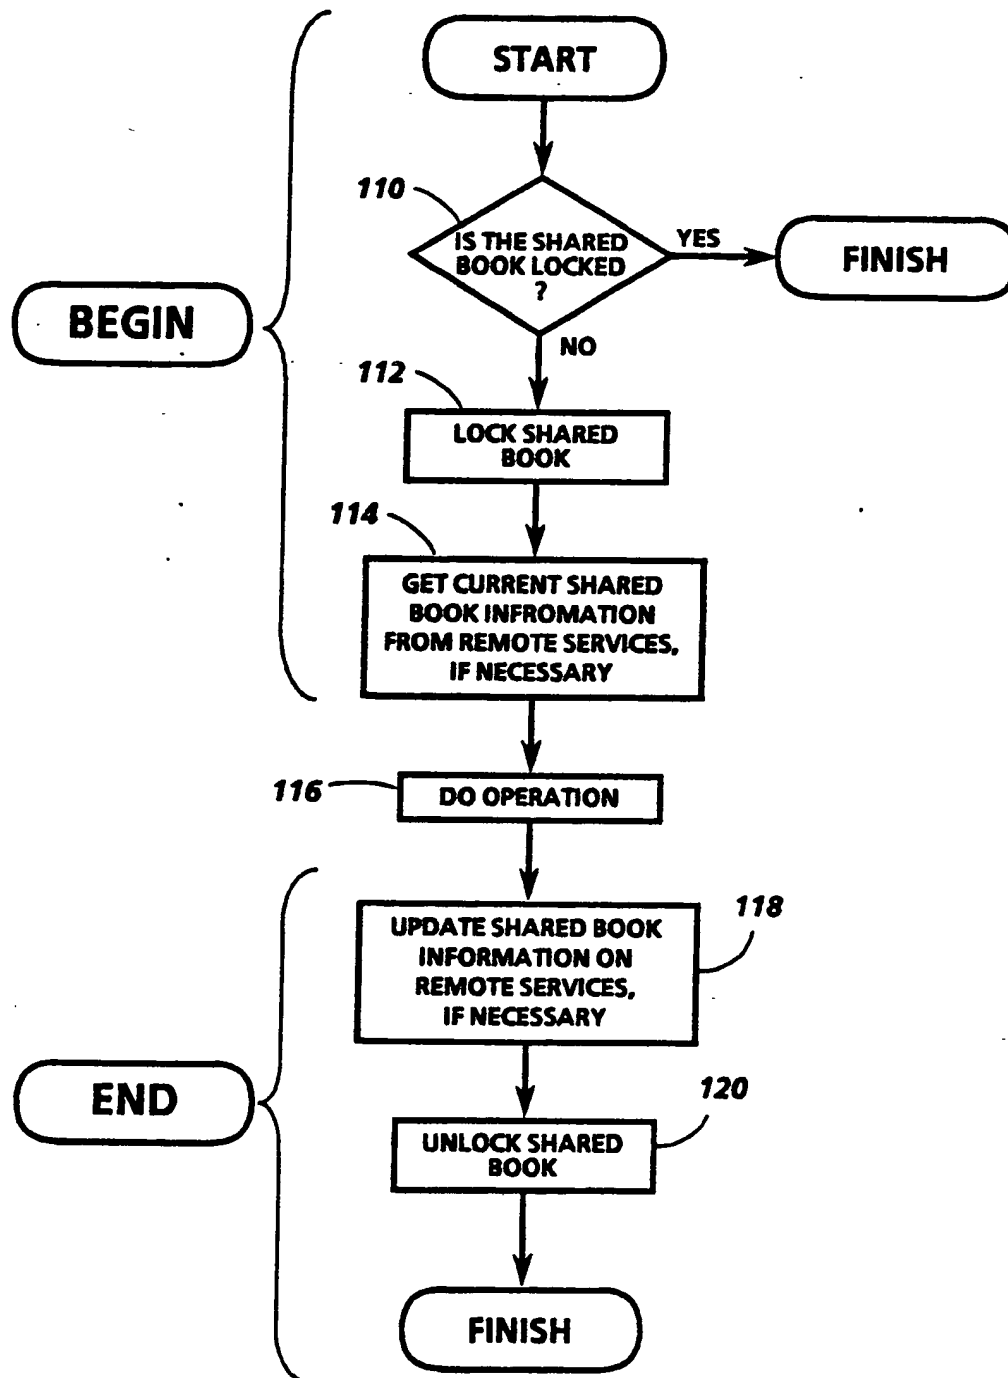 START
110
IS THE SHARED
BOOK LOCKED
?
YES
FINISH
BEGIN
NO
112
LOCK SHARED
BOOK
114
GET CURRENT SHARED
BOOK INFROMATION
FROM REMOTE SERVICES,
IF NECESSARY
116
DO OPERATION
118
UPDATE SHARED BOOK
INFORMATION ON
REMOTE SERVICES,
IF NECESSARY
END
120
UNLOCK SHARED
BOOK
FINISH